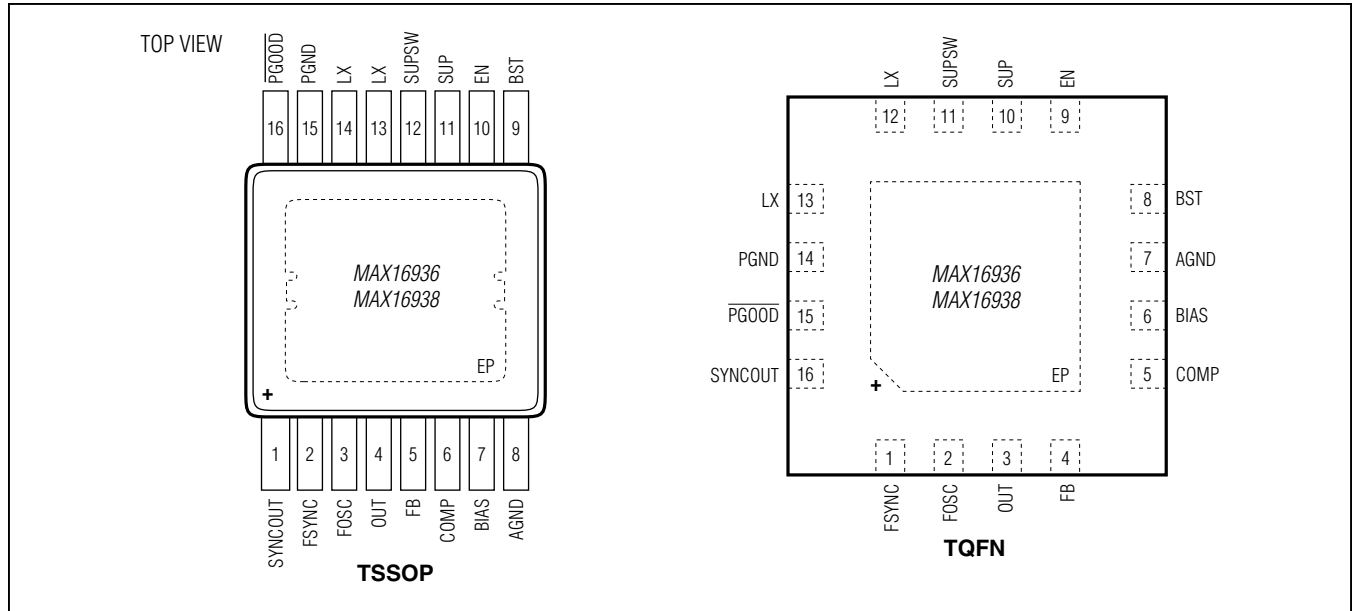 TOP VIEW
PGOOD
PGND
LX
LX
SUPSW
SUP
EN
BST
16
15
14
13
12
11
10
9
MAX16936
MAX16938
EP
+
1
2
3
4
5
6
7
8
SYNCOUT
FSYNC
FOSC
OUT
FB
COMP
BIAS
AGND
TSSOP
LX
SUPSW
SUP
EN
12
11
10
9
LX 13
8 BST
PGND 14
7 AGND
PGOOD 15
6 BIAS
SYNCOUT 16
5 COMP
MAX16936
MAX16938
EP
+
1
2
3
4
FSYNC
FOSC
OUT
FB
TQFN